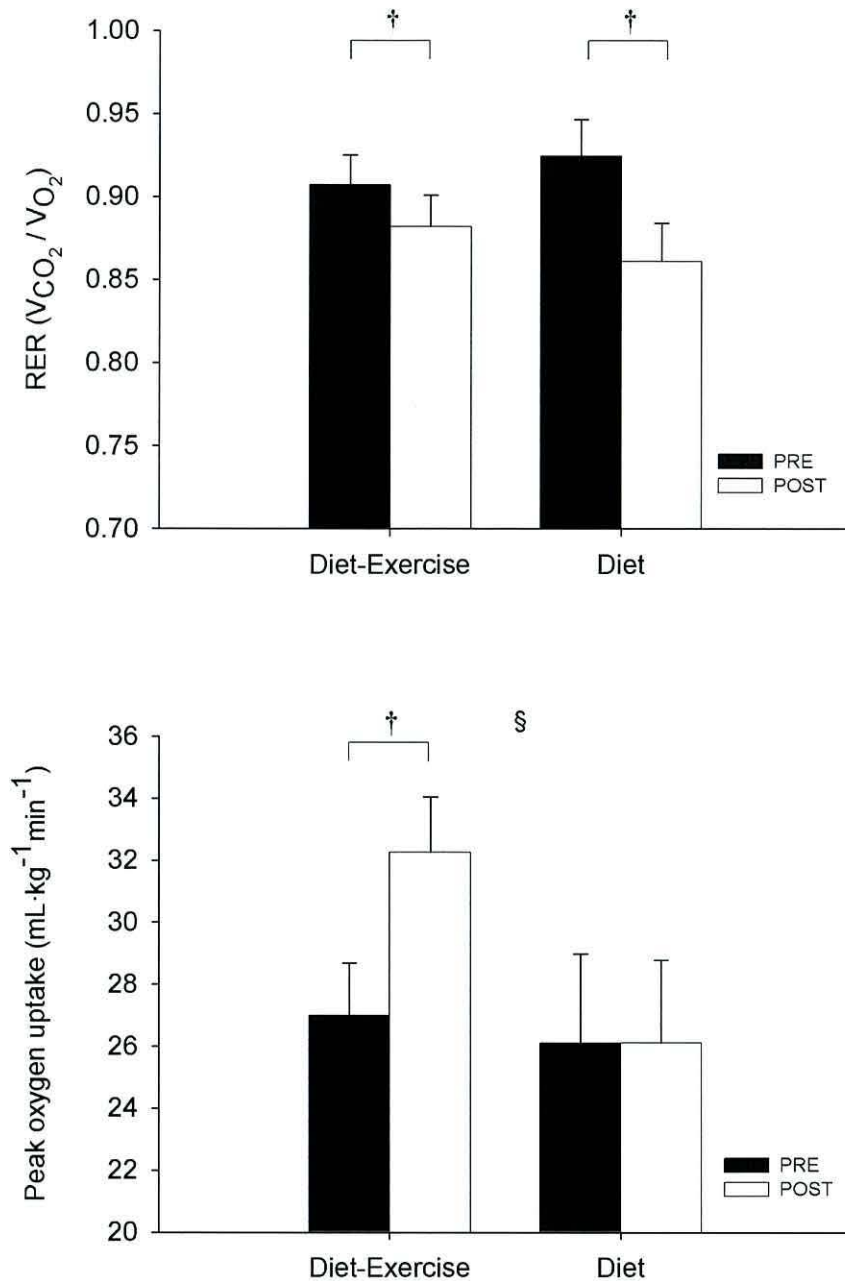 † †
1.00
0.95
0.90
0.85
0.80
0.75
0.70
RER (VCO2 / VO2)
PRE
POST
Diet-Exercise Diet
† §
36
34
32
30
28
26
24
22
20
Peak oxygen uptake (mL·kg-1min-1)
PRE
POST
Diet-Exercise Diet